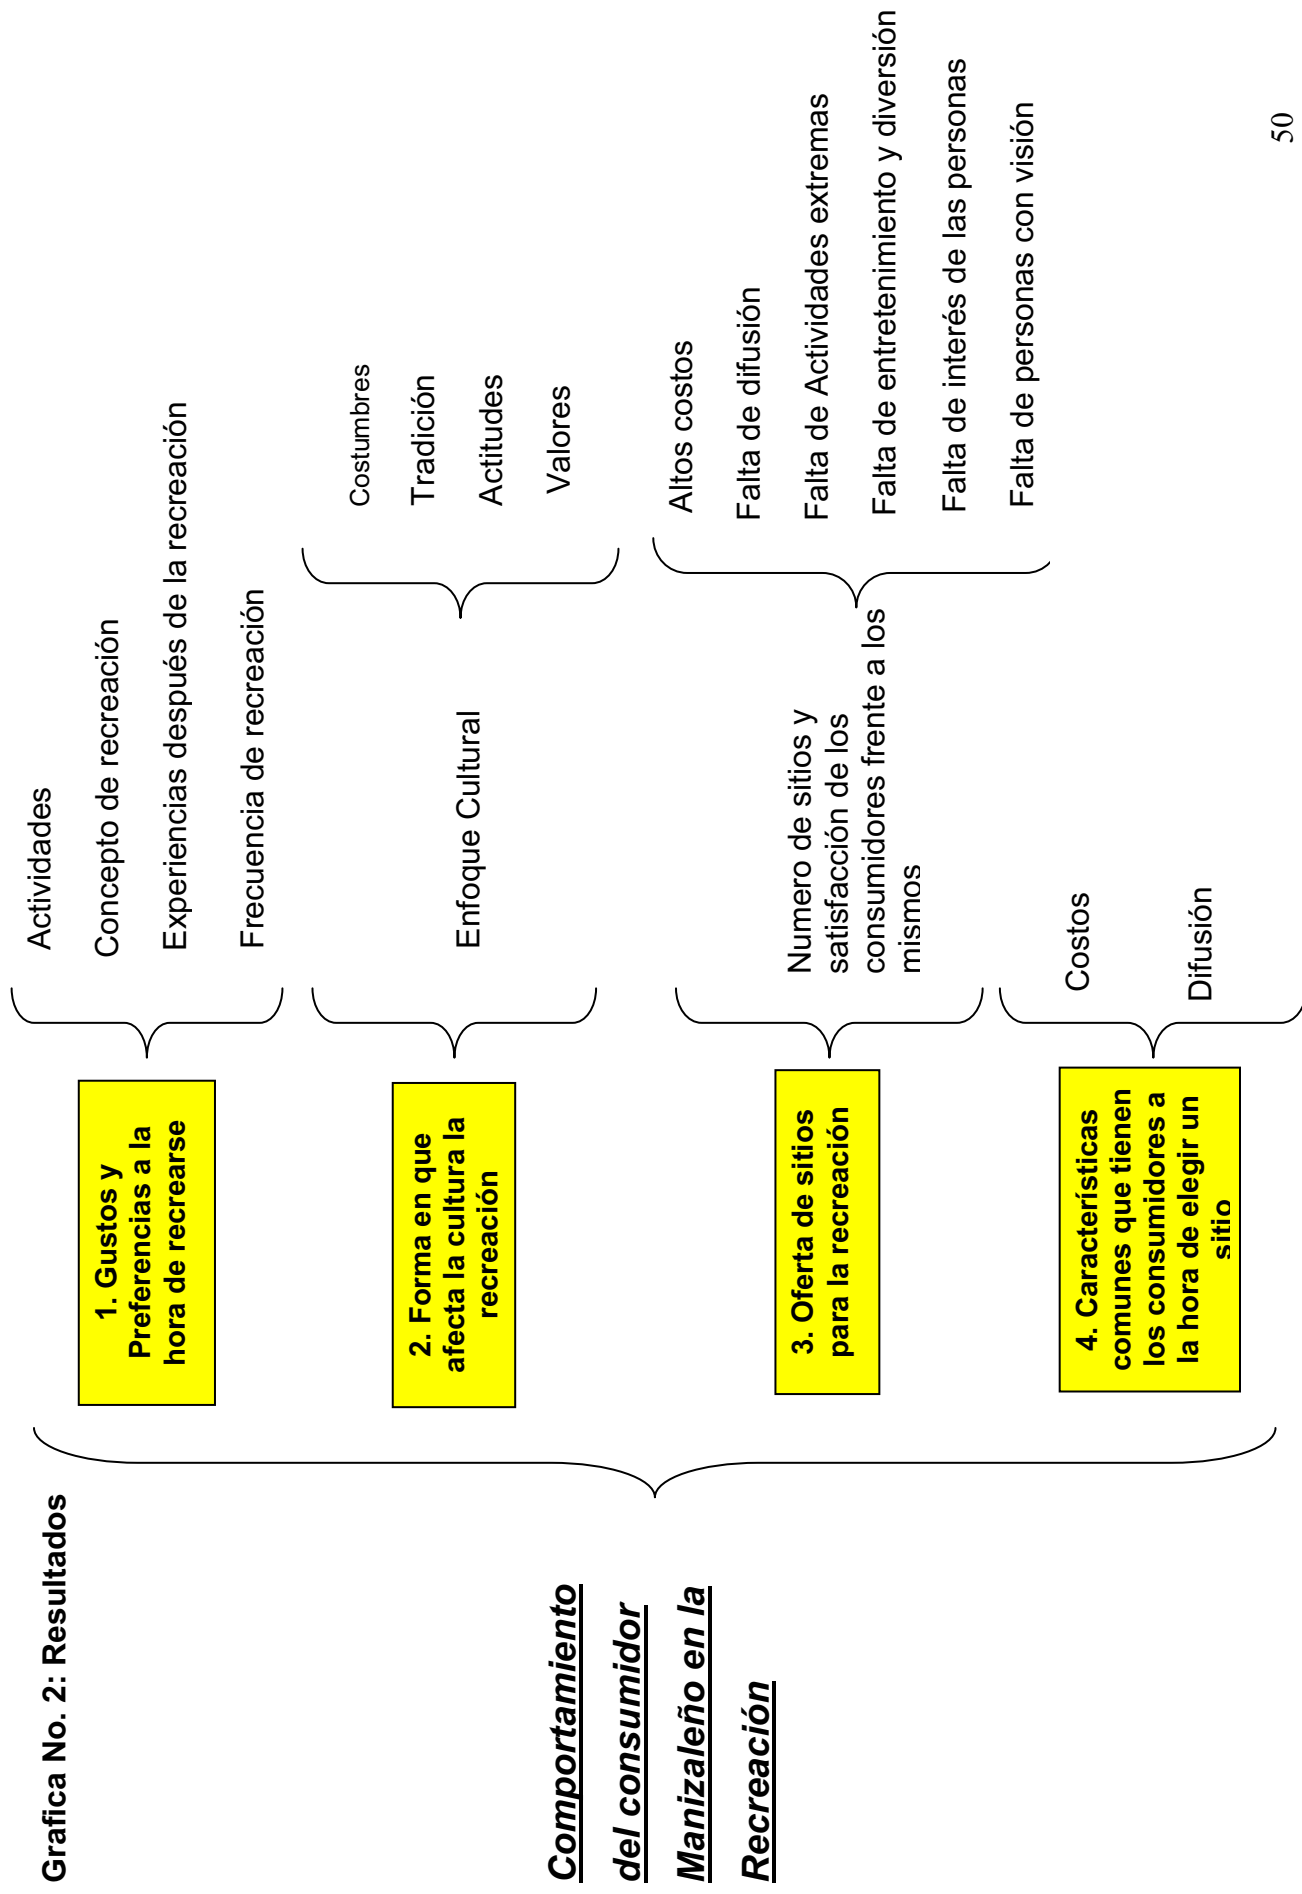 Grafica No. 2: Resultados
Comportamiento
del consumidor
Manizaleño en la
Recreación
1. Gustos y
Preferencias a la
hora de recrearse
Actividades
Concepto de recreación
Experiencias después de la recreación
Frecuencia de recreación
2. Forma en que
afecta la cultura la
recreación
Enfoque Cultural
Costumbres
Tradición
Actitudes
Valores
3. Oferta de sitios
para la recreación
Numero de sitios y
satisfacción de los
consumidores frente a los
mismos
Altos costos
Falta de difusión
Falta de Actividades extremas
Falta de entretenimiento y diversión
Falta de interés de las personas
Falta de personas con visión
4. Características
comunes que tienen
los consumidores a
la hora de elegir un
sitio
Costos
Difusión
50